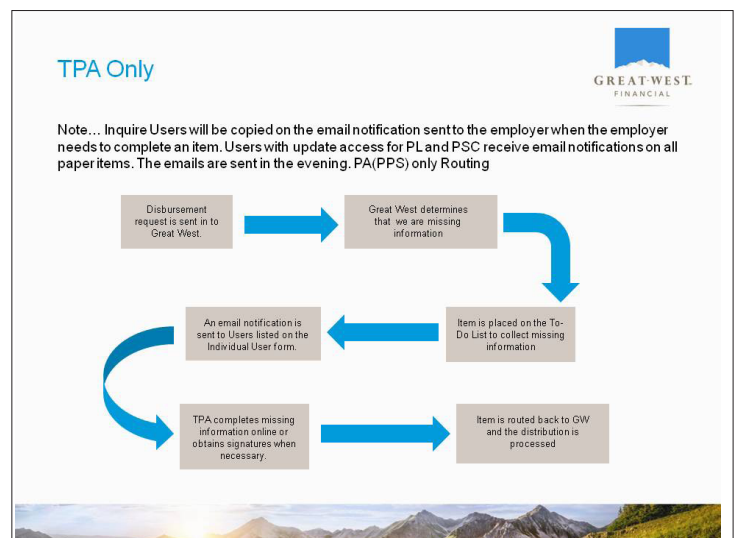 TPA Only
GREAT-WEST
FINANCIAL
Note… Inquire Users will be copied on the email notification sent to the employer when the employer
needs to complete an item. Users with update access for PL and PSC receive email notifications on all
paper items. The emails are sent in the evening. PA(PPS) only Routing
Disbursement
request is sent in to
Great West.
Great West determines
that we are missing
information
Item is placed on the To-
Do List to collect missing
information
An email notification is
sent to Users listed on the
Individual User form.
TPA completes missing
information online or
obtains signatures when
necessary.
Item is routed back to GW
and the distribution is
processed